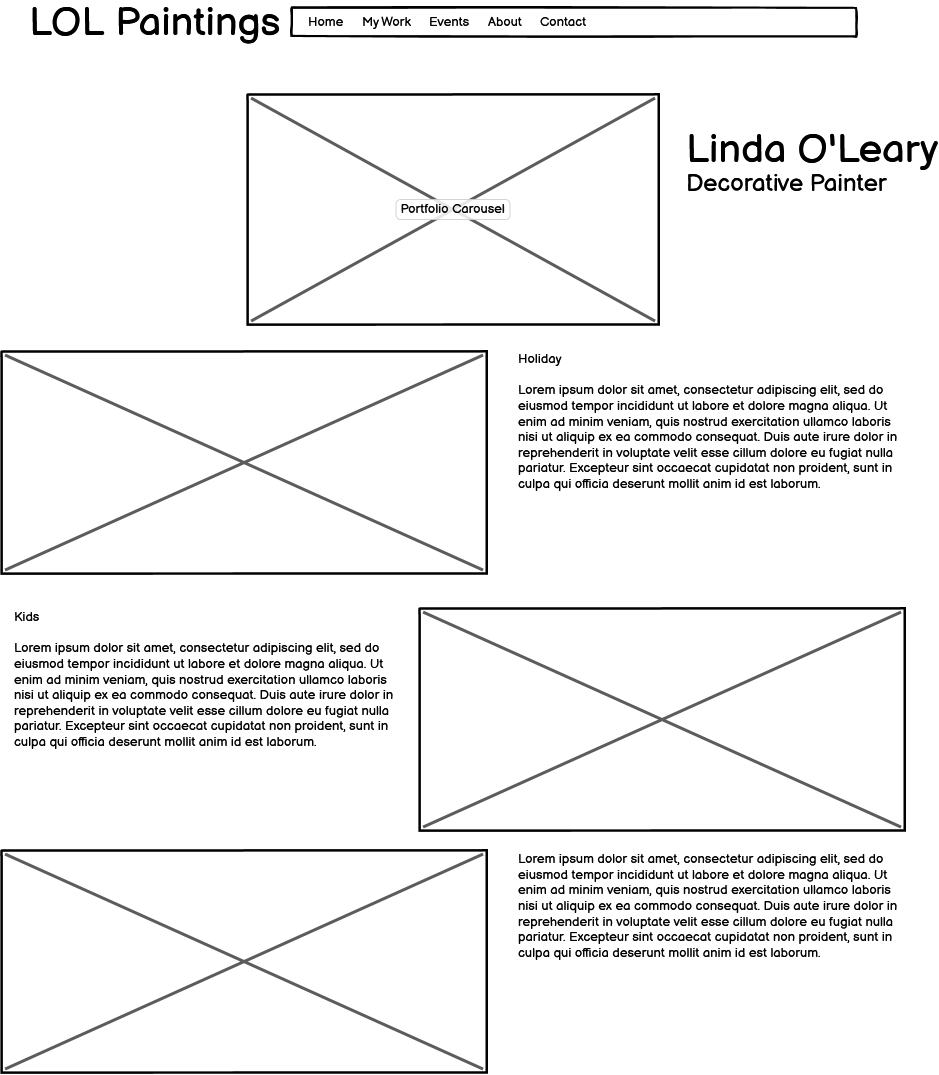 LOL Paintings
Home My Work Events About Contact
Linda O'Leary
Decorative Painter
Portfolio Carousel
Holiday
Lorem ipsum dolor sit amet, consectetur adipiscing elit, sed do
eiusmod tempor incididunt ut labore et dolore magna aliqua. Ut
enim ad minim veniam, quis nostrud exercitation ullamco laboris
nisi ut aliquip ex ea commodo consequat. Duis aute irure dolor in
reprehenderit in voluptate velit esse cillum dolore eu fugiat nulla
pariatur. Excepteur sint occaecat cupidatat non proident, sunt in
culpa qui officia deserunt mollit anim id est laborum.
Kids
Lorem ipsum dolor sit amet, consectetur adipiscing elit, sed do
eiusmod tempor incididunt ut labore et dolore magna aliqua. Ut
enim ad minim veniam, quis nostrud exercitation ullamco laboris
nisi ut aliquip ex ea commodo consequat. Duis aute irure dolor in
reprehenderit in voluptate velit esse cillum dolore eu fugiat nulla
pariatur. Excepteur sint occaecat cupidatat non proident, sunt in
culpa qui officia deserunt mollit anim id est laborum.
Lorem ipsum dolor sit amet, consectetur adipiscing elit, sed do
eiusmod tempor incididunt ut labore et dolore magna aliqua. Ut
enim ad minim veniam, quis nostrud exercitation ullamco laboris
nisi ut aliquip ex ea commodo consequat. Duis aute irure dolor in
reprehenderit in voluptate velit esse cillum dolore eu fugiat nulla
pariatur. Excepteur sint occaecat cupidatat non proident, sunt in
culpa qui officia deserunt mollit anim id est laborum.